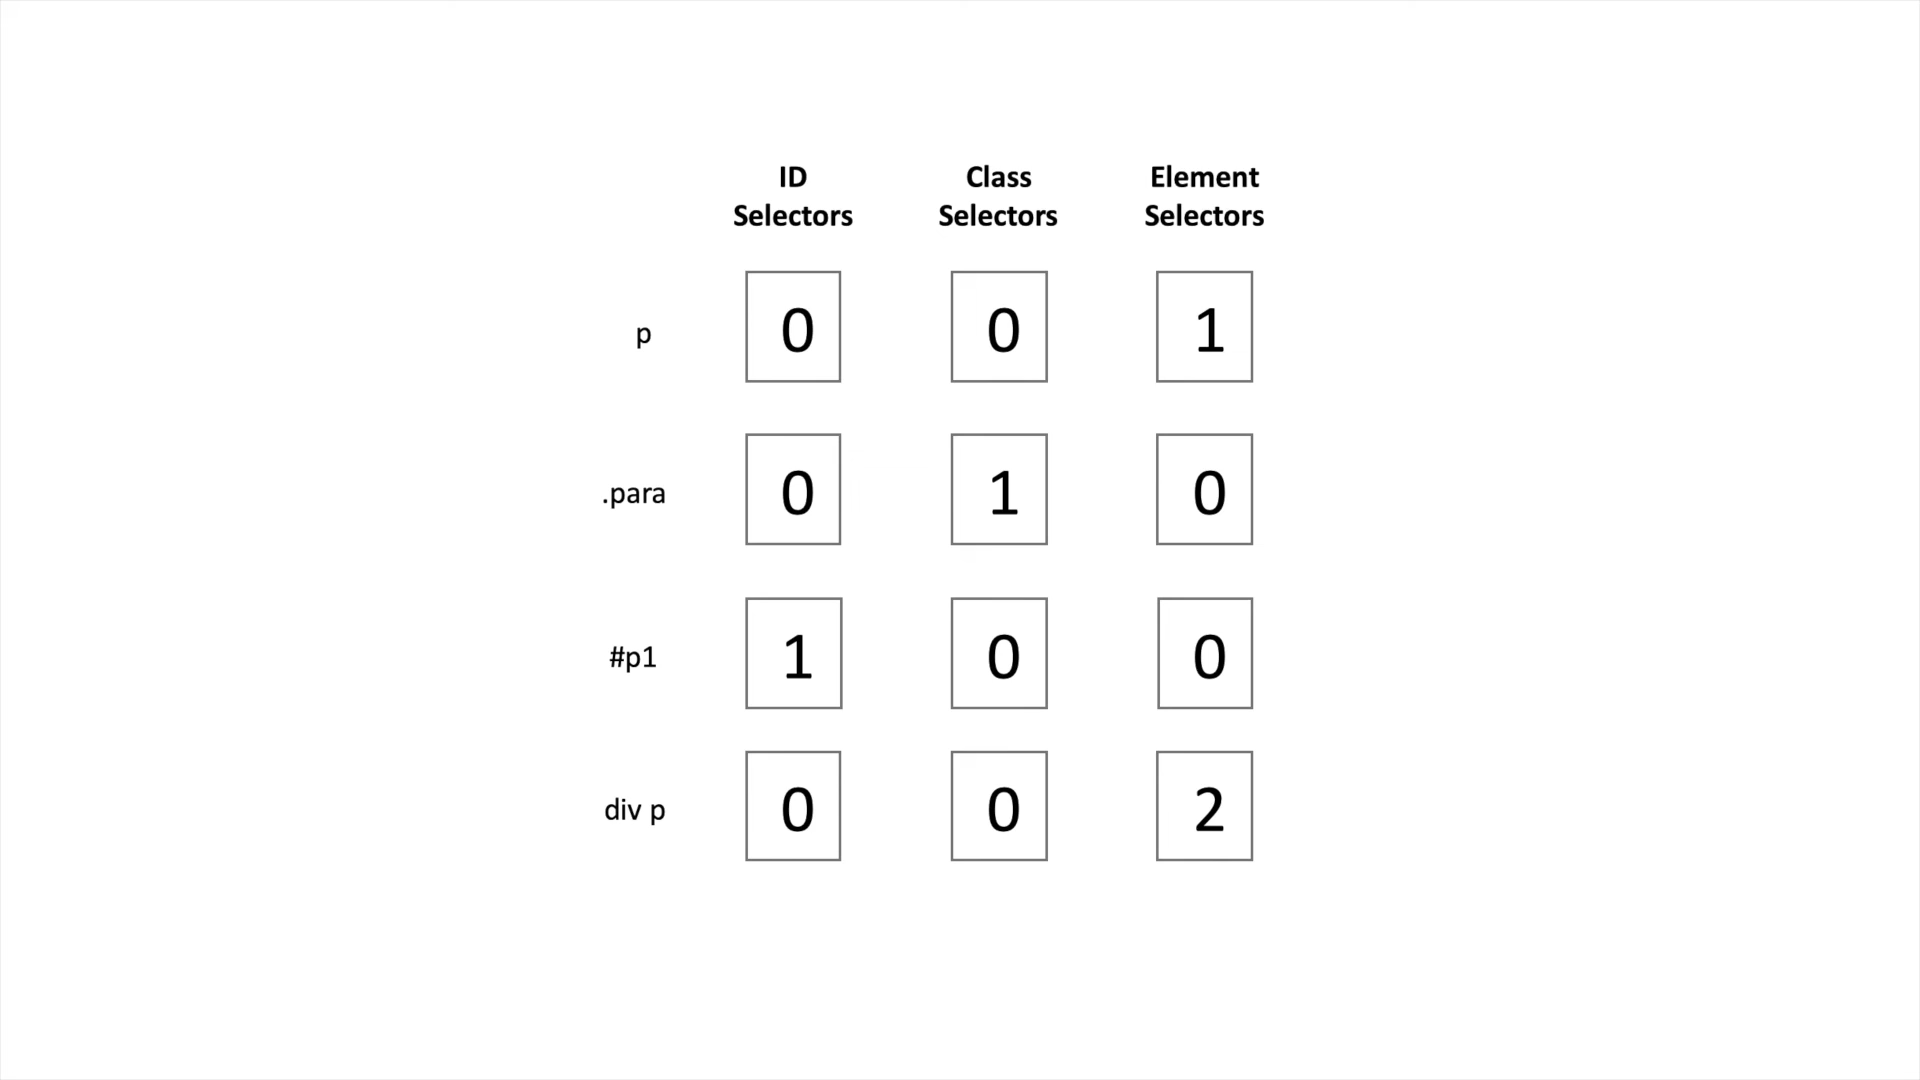 ID Selectors
Class Selectors
Element Selectors
p 0 0 1
.para 0 1 0
#p1 1 0 0
div p 0 0 2